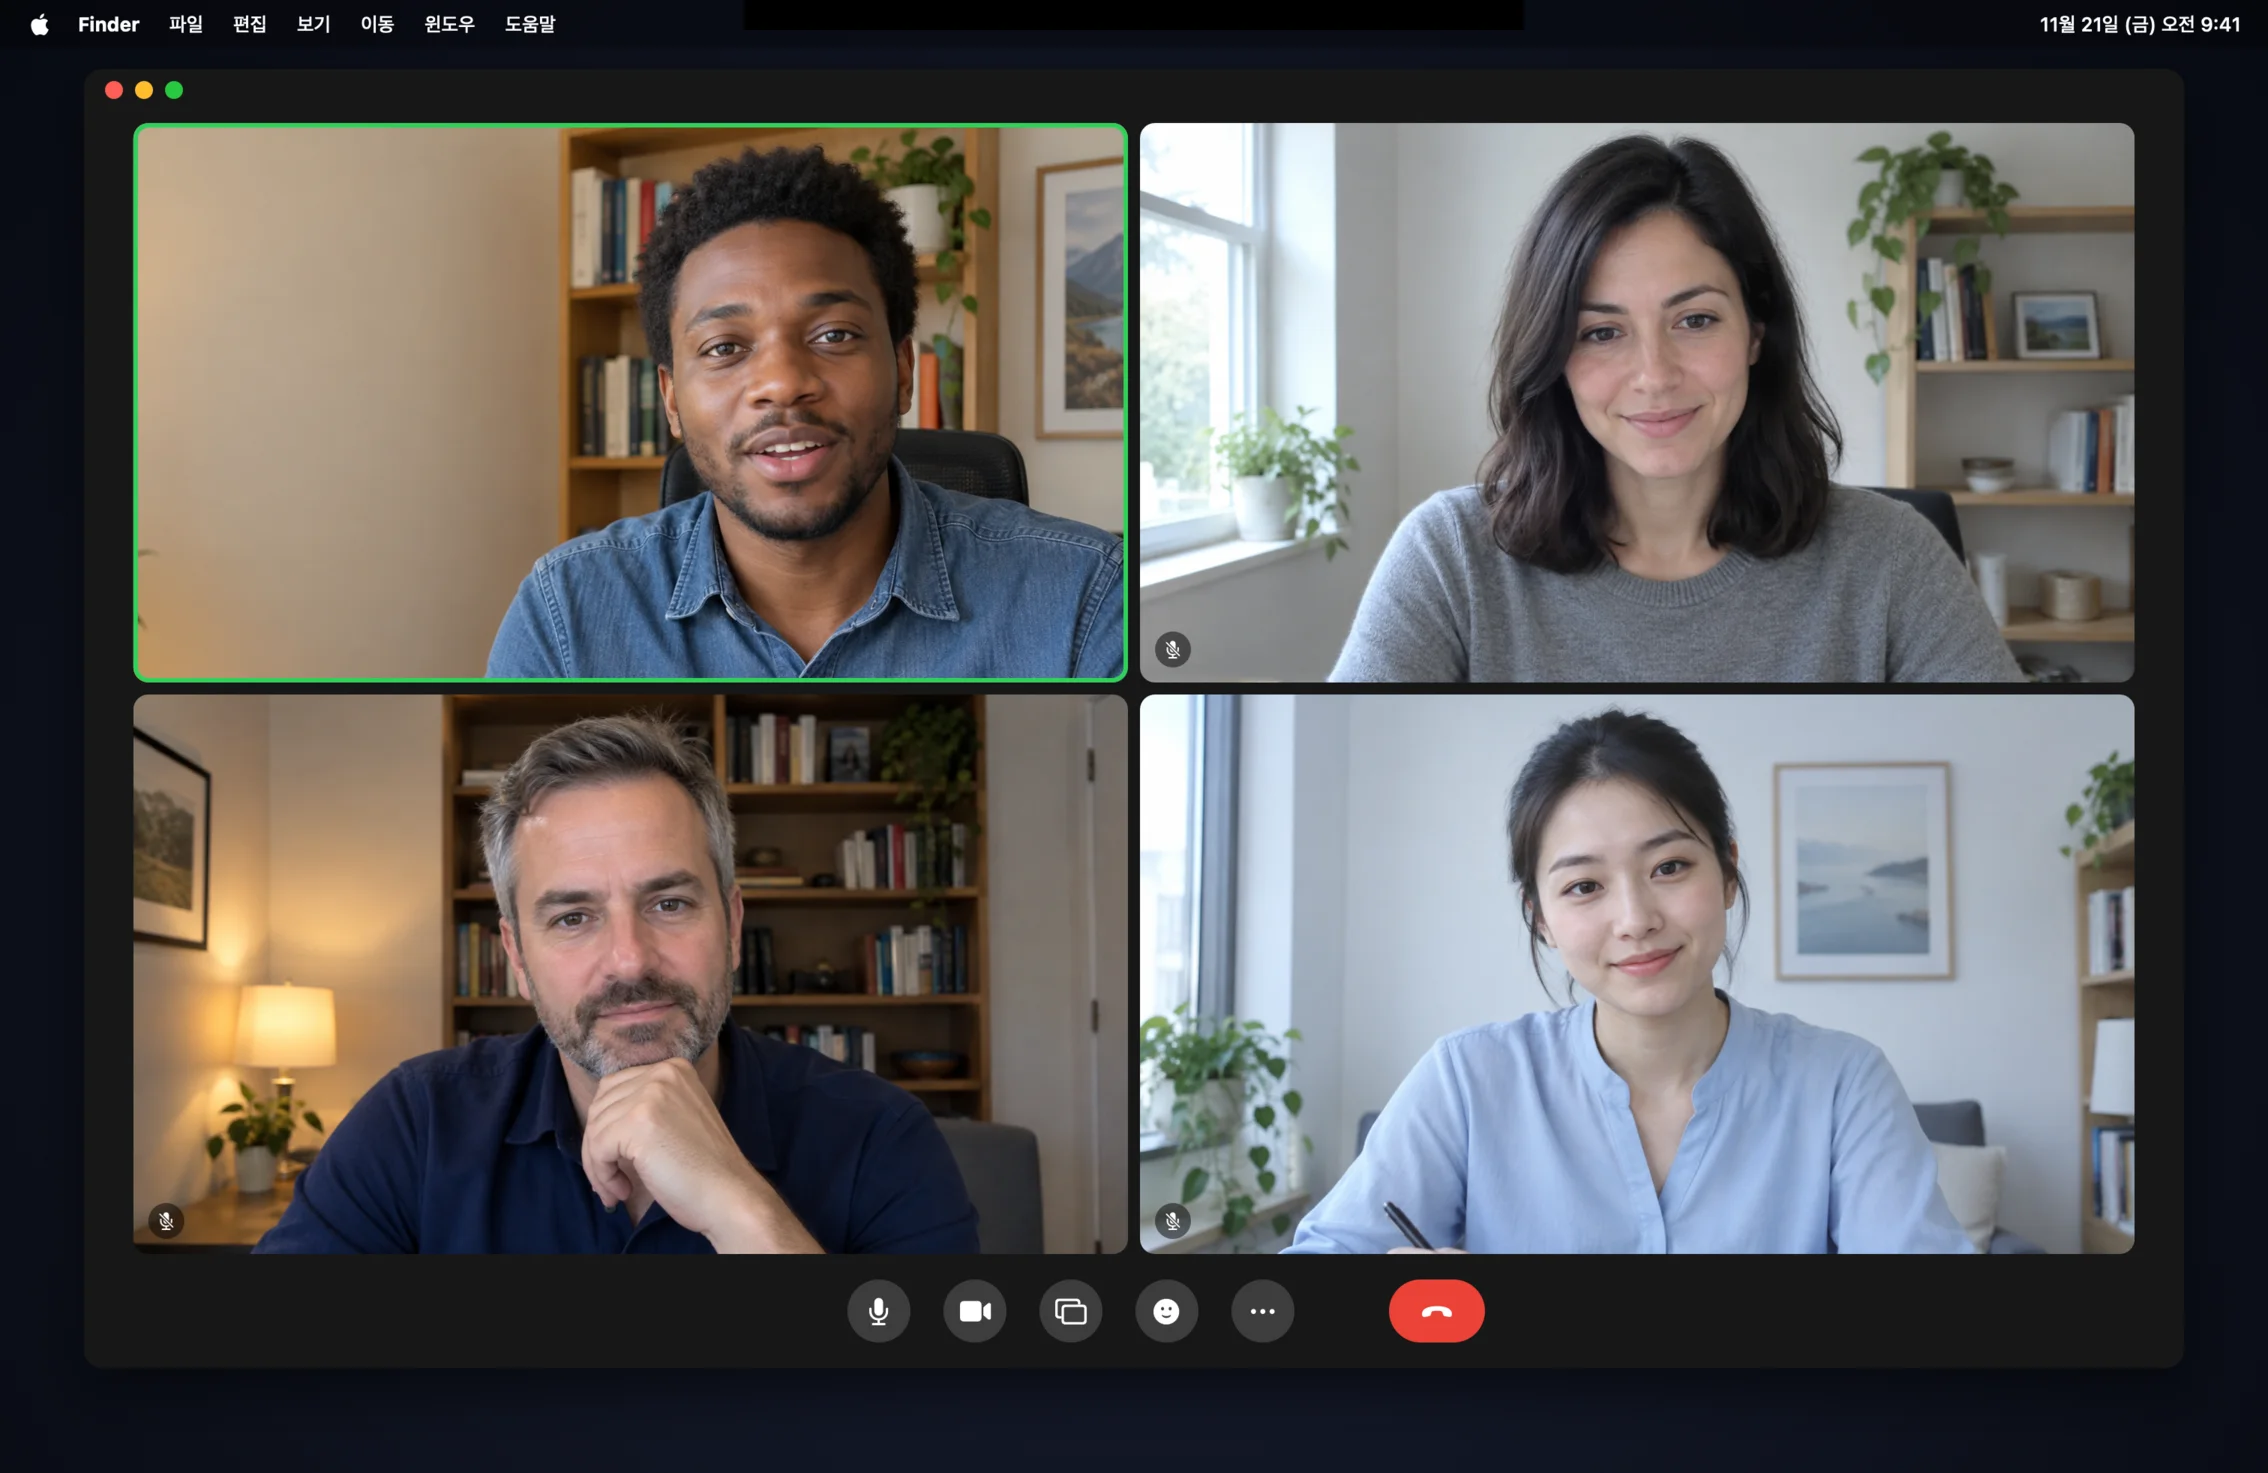 Finder 파일 편집 보기 이동 윈도우 도움말 11월 21일 (금) 오전 9:41